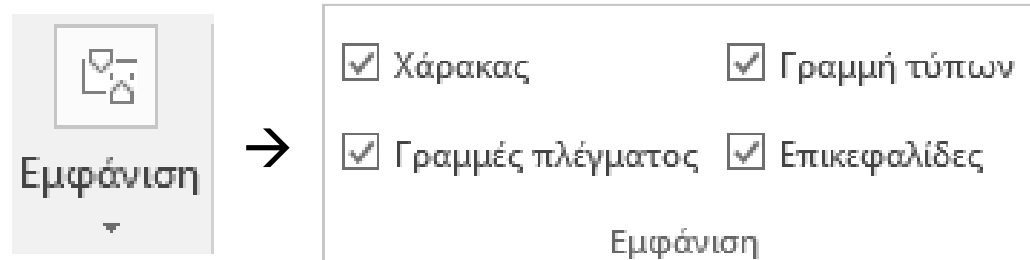 Εμφάνιση
Χάρακας
Γραμμή τύπων
Γραμμές πλέγματος
Επικεφαλίδες
Εμφάνιση